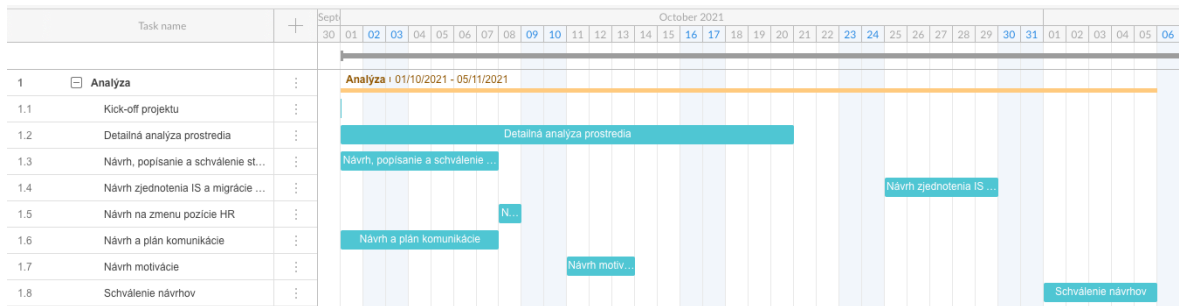 Task name
Septe October 2021
30 01 02 03 04 05 06 07 08 09 10 11 12 13 14 15 16 17 18 19 20 21 22 23 24 25 26 27 28 29 30 31 01 02 03 04 05 06
1 Analýza Analýza 01/10/2021 - 05/11/2021
1.1 Kick-off projektu
1.2 Detailná analýza prostredia Detailná analýza prostredia
1.3 Návrh, popísanie a schválenie st... Návrh, popísanie a schválenie ...
1.4 Návrh zjednotenia IS a migrácie ... Návrh zjednotenia IS ...
1.5 Návrh na zmenu pozície HR N...
1.6 Návrh a plán komunikácie Návrh a plán komunikácie
1.7 Návrh motivácie Návrh motiv...
1.8 Schválenie návrhov Schválenie návrhov